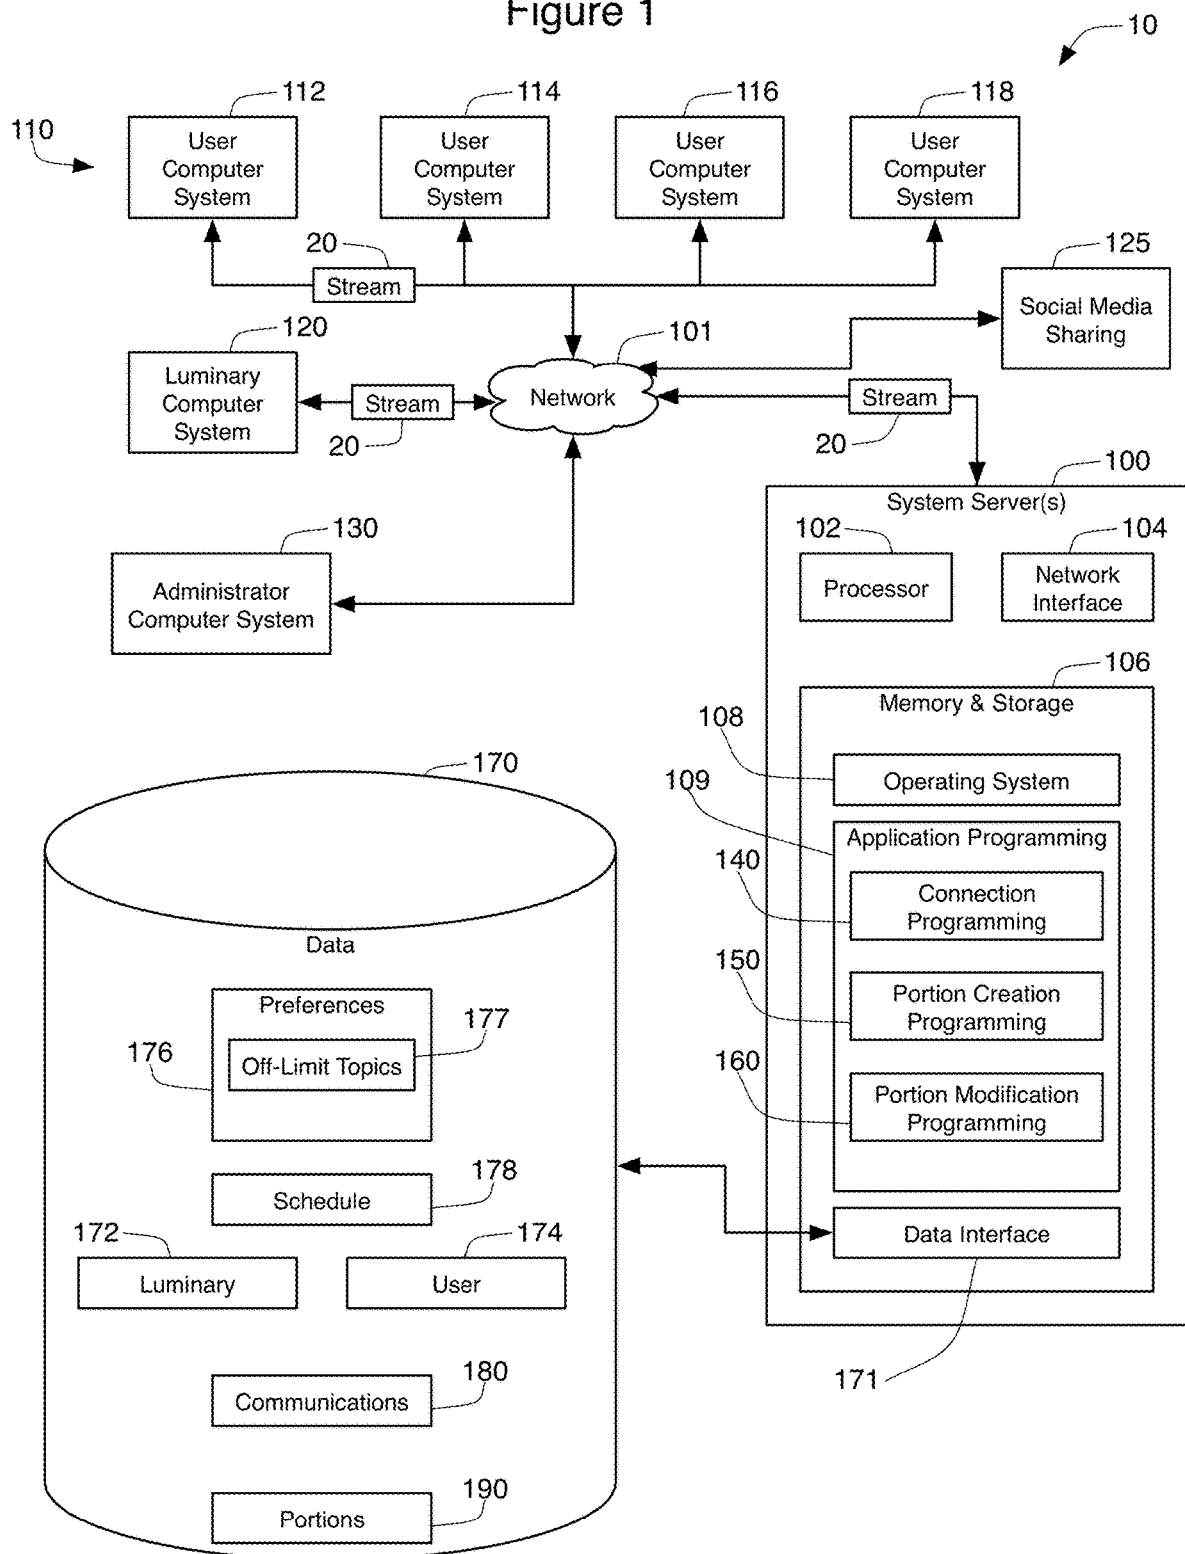 Figure 1
10
112
114
116
118
110
User
Computer
System
User
Computer
System
User
Computer
System
User
Computer
System
20
Stream
125
Social Media
Sharing
120
Luminary
Computer
System
Stream
20
101
Network
Stream
20
100
System Server(s)
130
Administrator
Computer System
102
Processor
104
Network
Interface
106
Memory & Storage
108
Operating System
109
Application Programming
140
Connection
Programming
150
Portion Creation
Programming
160
Portion Modification
Programming
Data Interface
171
170
Data
Preferences
176
177
Off-Limit Topics
178
Schedule
172
Luminary
174
User
180
Communications
190
Portions